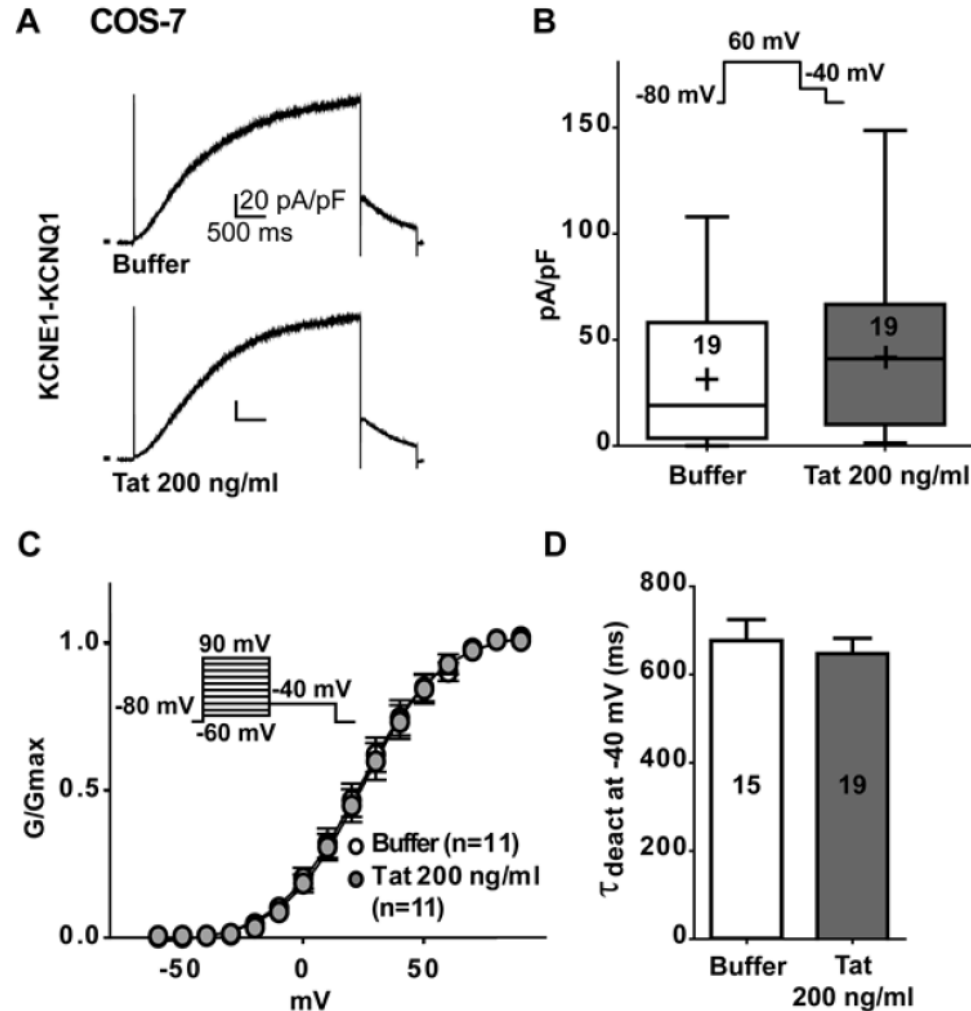 A COS-7
KCNE1-KCNQ1
20 pA/pF
500 ms
Buffer
Tat 200 ng/ml
B
60 mV
-40 mV
-80 mV
pA/pF
150
100
50
0
19
19
Buffer
Tat 200 ng/ml
C
G/Gmax
1.0
0.5
0.0
90 mV
-80 mV
-40 mV
-60 mV
Buffer (n=11)
Tat 200 ng/ml
(n=11)
-50
0
50
mV
D
τ deact at -40 mV (ms)
800
600
400
200
0
15
19
Buffer
Tat
200 ng/ml